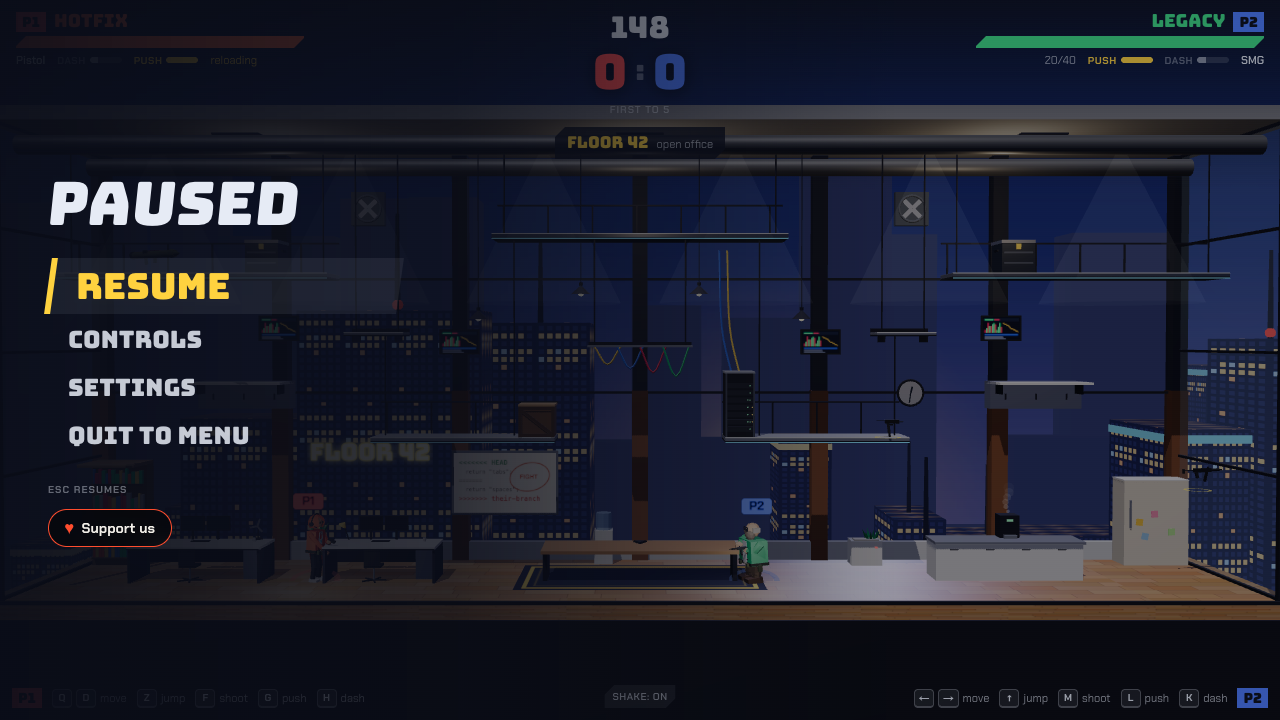 P1 HOTFIX
Pistol DASH PUSH reloading
148
0 : 0
FIRST TO 5
LEGACY P2
20/40 PUSH DASH SMG
FLOOR 42 open office
PAUSED
RESUME
CONTROLS
SETTINGS
QUIT TO MENU
ESC RESUMES
♥ Support us
FLOOR 42
P1
P2
P1 Q D move Z jump F shoot G push H dash
SHAKE: ON
← → move ↑ jump M shoot L push K dash P2